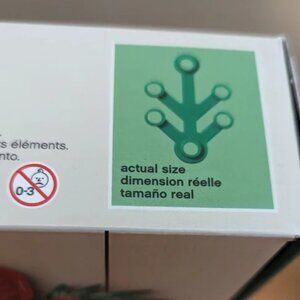 s éléments.
nto.
0-3
actual size
dimension réelle
tamaño real